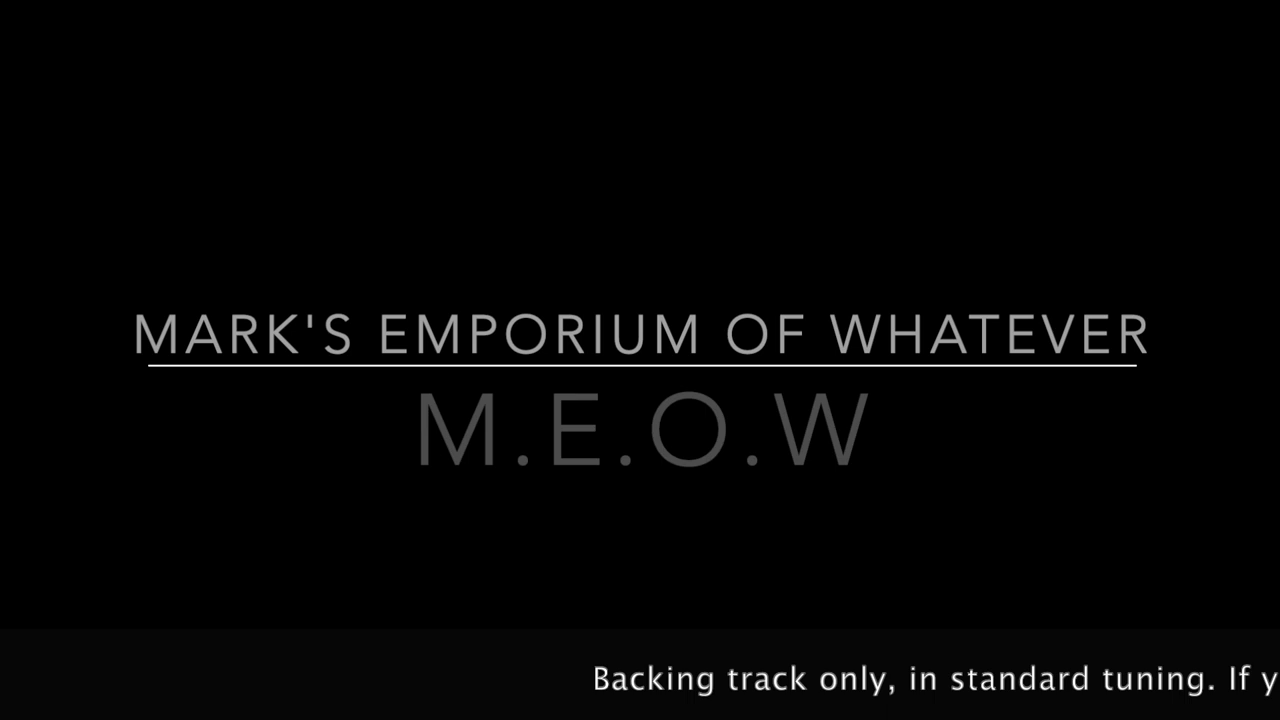 MARK'S EMPORIUM OF WHATEVER
M.E.O.W
Backing track only, in standard tuning. If y